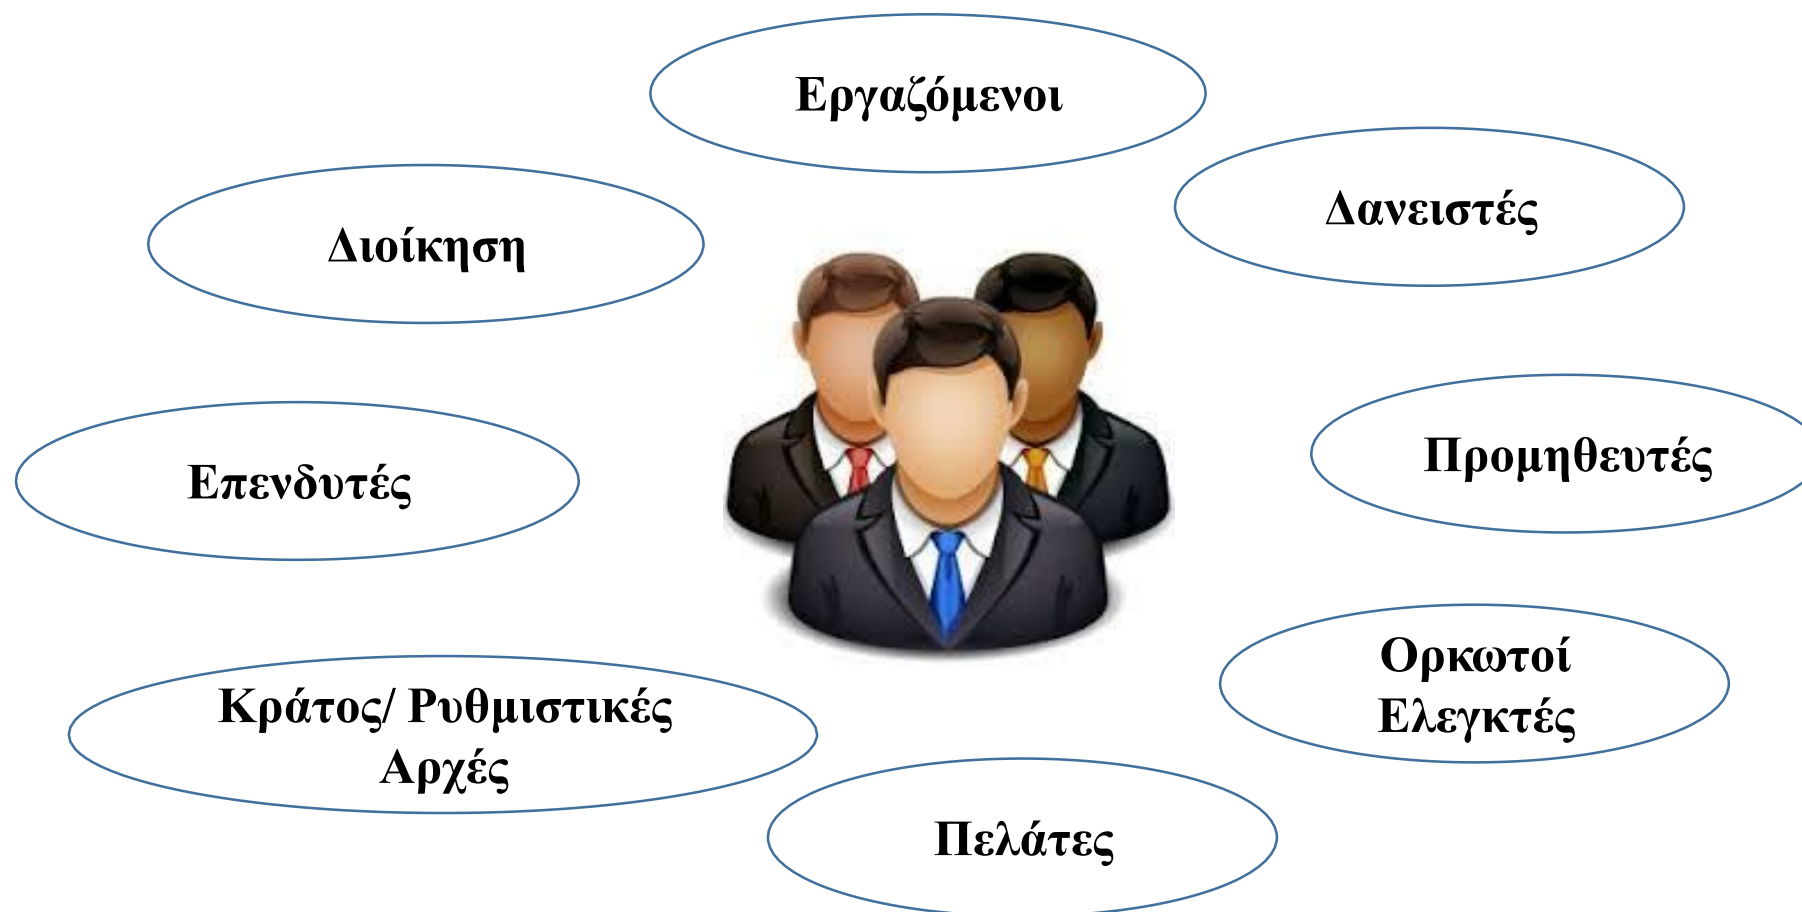 Εργαζόμενοι
Δανειστές
Διοίκηση
Προμηθευτές
Επενδυτές
Ορκωτοί
Ελεγκτές
Κράτος/ Ρυθμιστικές
Αρχές
Πελάτες